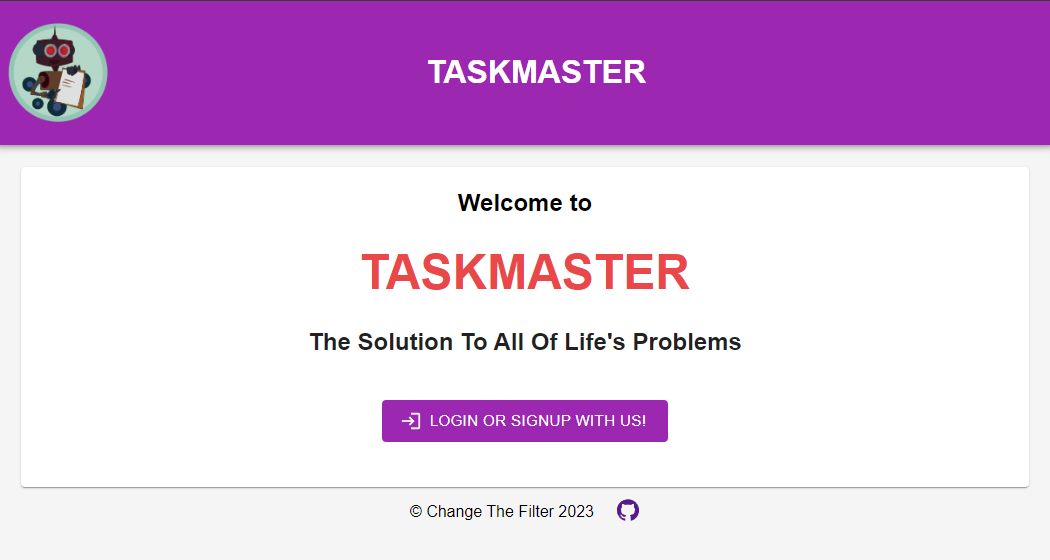 TASKMASTER
Welcome to
TASKMASTER
The Solution To All Of Life's Problems
LOGIN OR SIGNUP WITH US!
© Change The Filter 2023